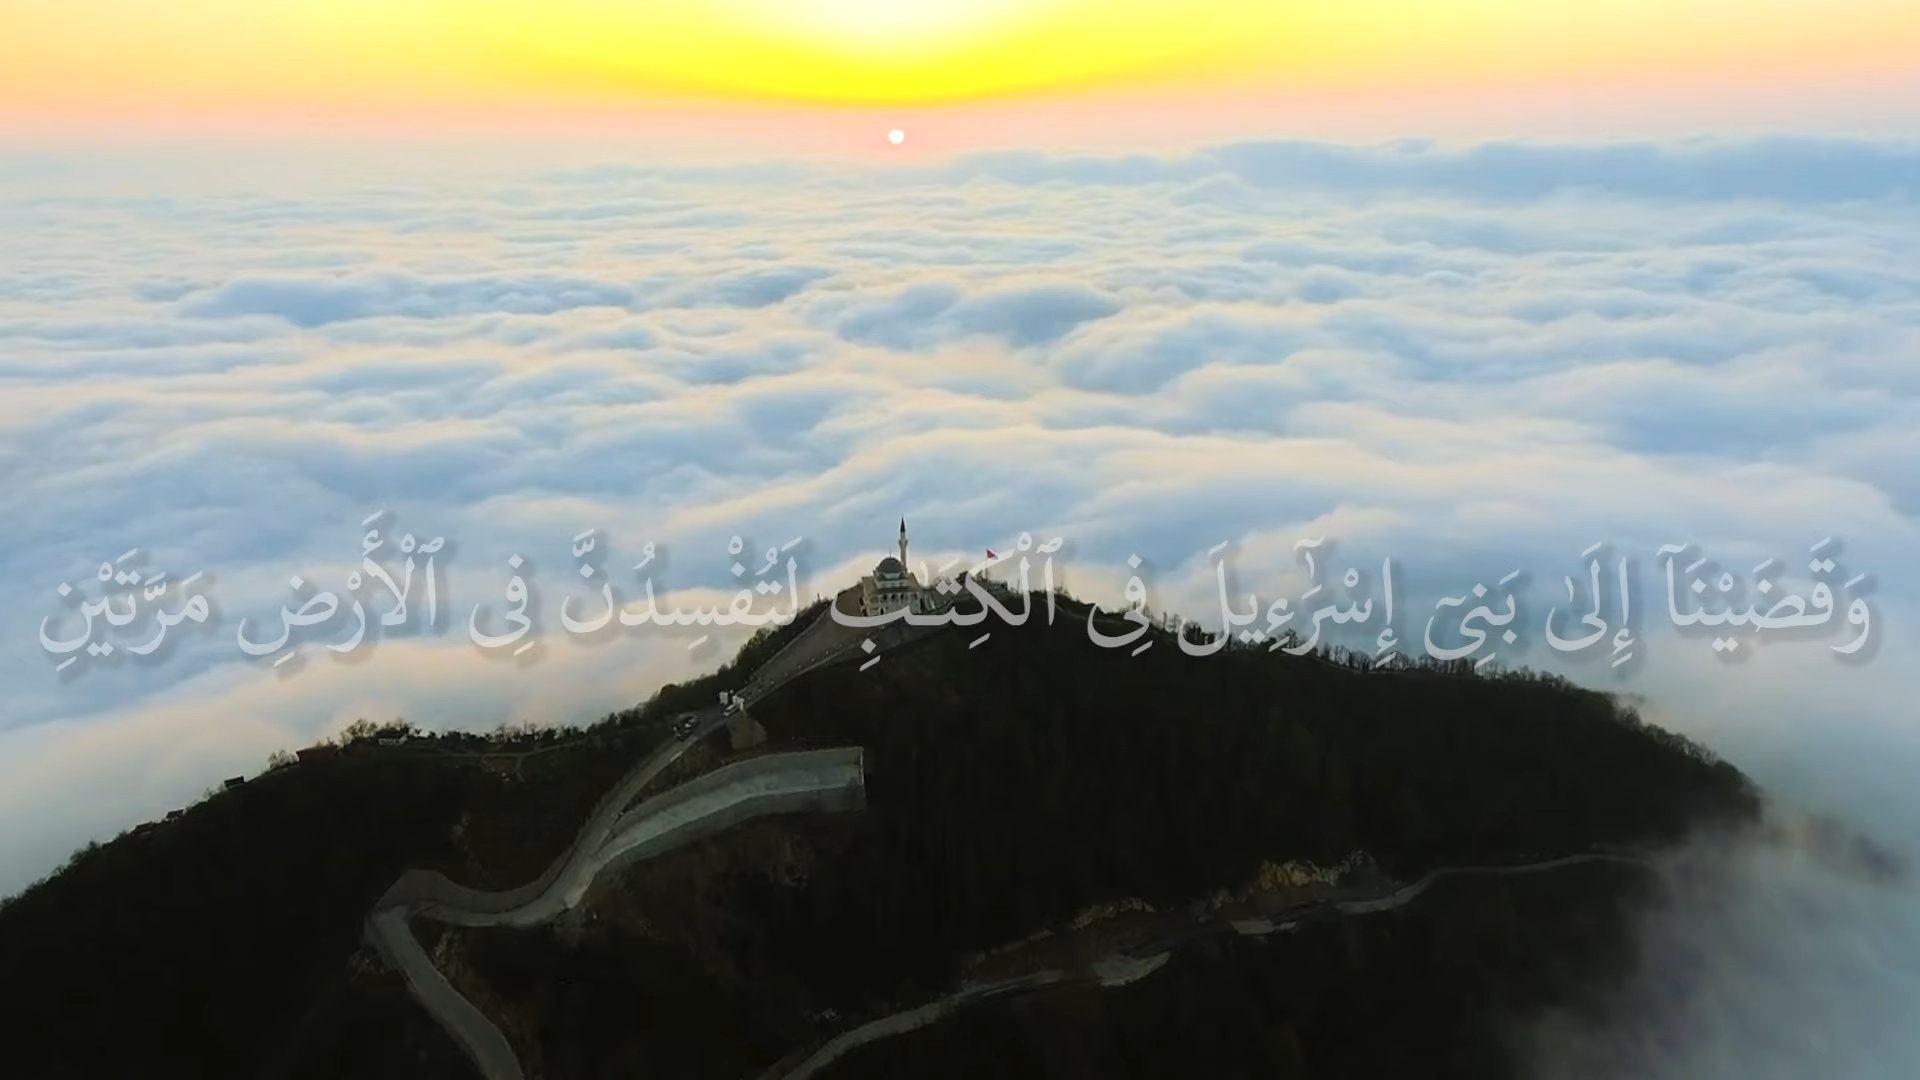 وَقَضَيْنَآ إِلَىٰ بَنِىٓ إِسْرَٰٓءِيلَ فِى ٱلْكِتَـٰبِ لَتُفْسِدُنَّ فِى ٱلْأَرْضِ مَرَّتَيْنِ